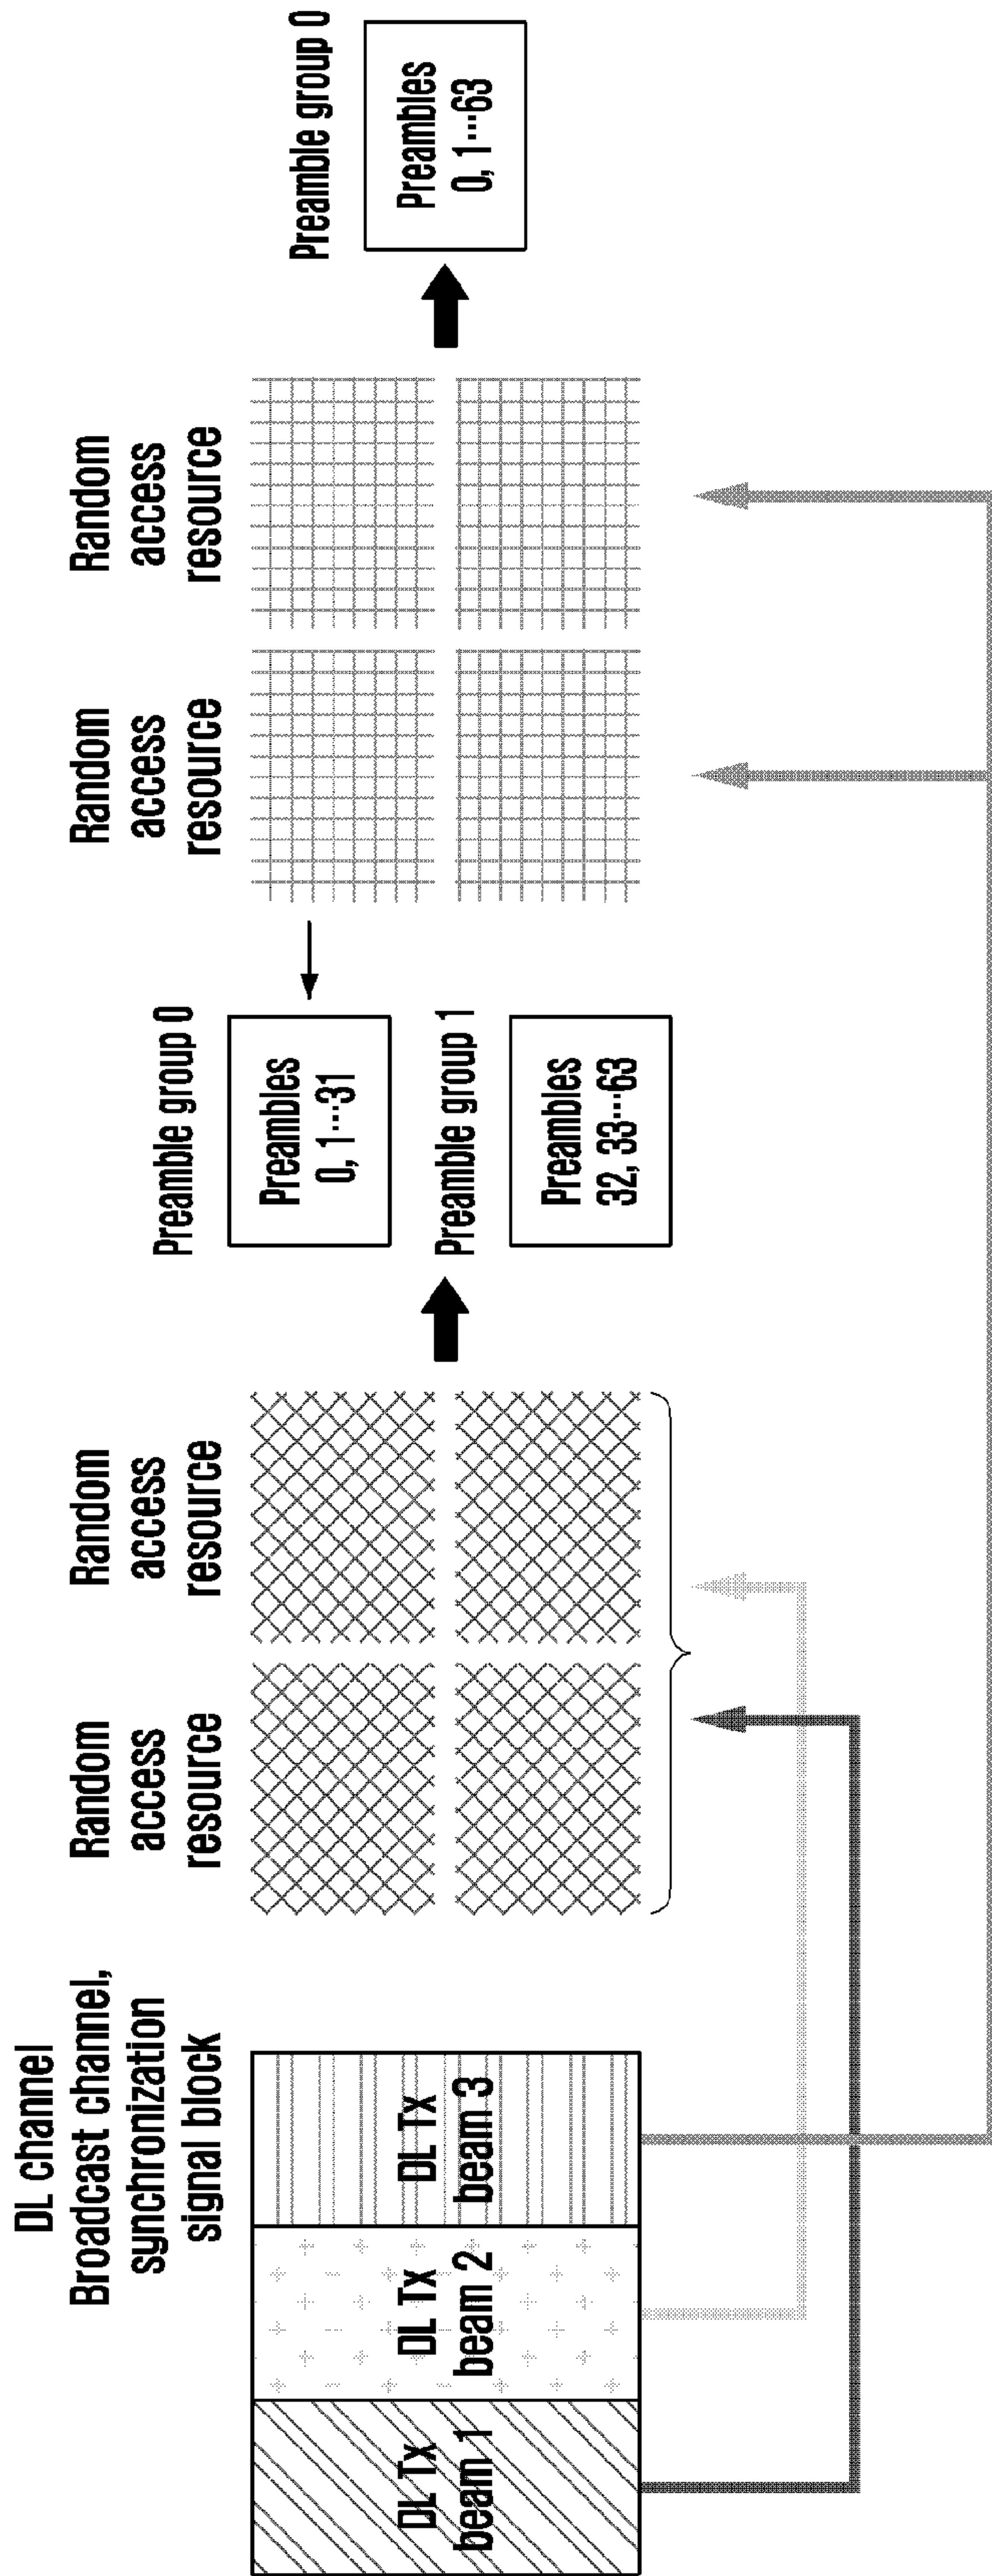 DL channel
Broadcast channel,
synchronization
signal block
DL Tx
beam 1
DL Tx
beam 2
DL Tx
beam 3
Random
access
resource
Random
access
resource
Preamble group 0
Preambles
0, 1···31
Preamble group 1
Preambles
32, 33···63
Random
access
resource
Random
access
resource
Preamble group 0
Preambles
0, 1···63